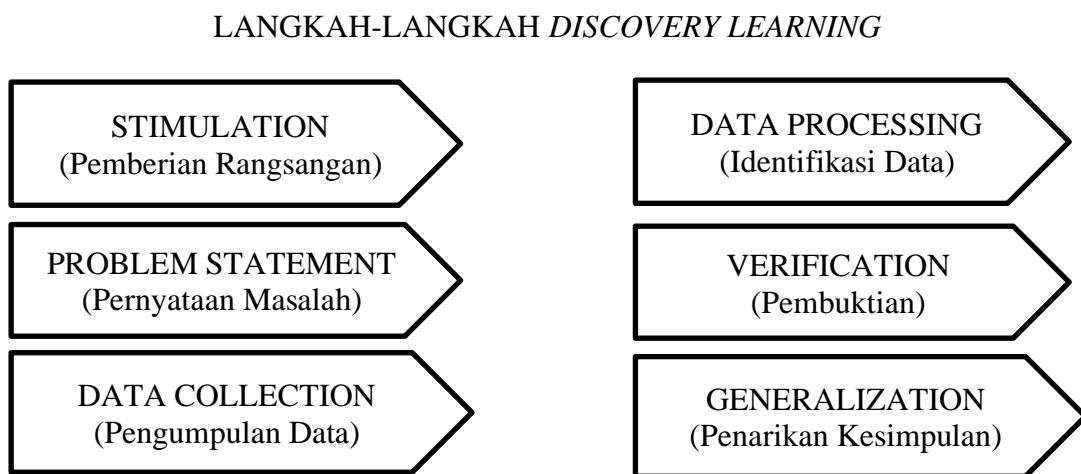 LANGKAH-LANGKAH DISCOVERY LEARNING
STIMULATION
(Pemberian Rangsangan)
PROBLEM STATEMENT
(Pernyataan Masalah)
DATA COLLECTION
(Pengumpulan Data)
DATA PROCESSING
(Identifikasi Data)
VERIFICATION
(Pembuktian)
GENERALIZATION
(Penarikan Kesimpulan)